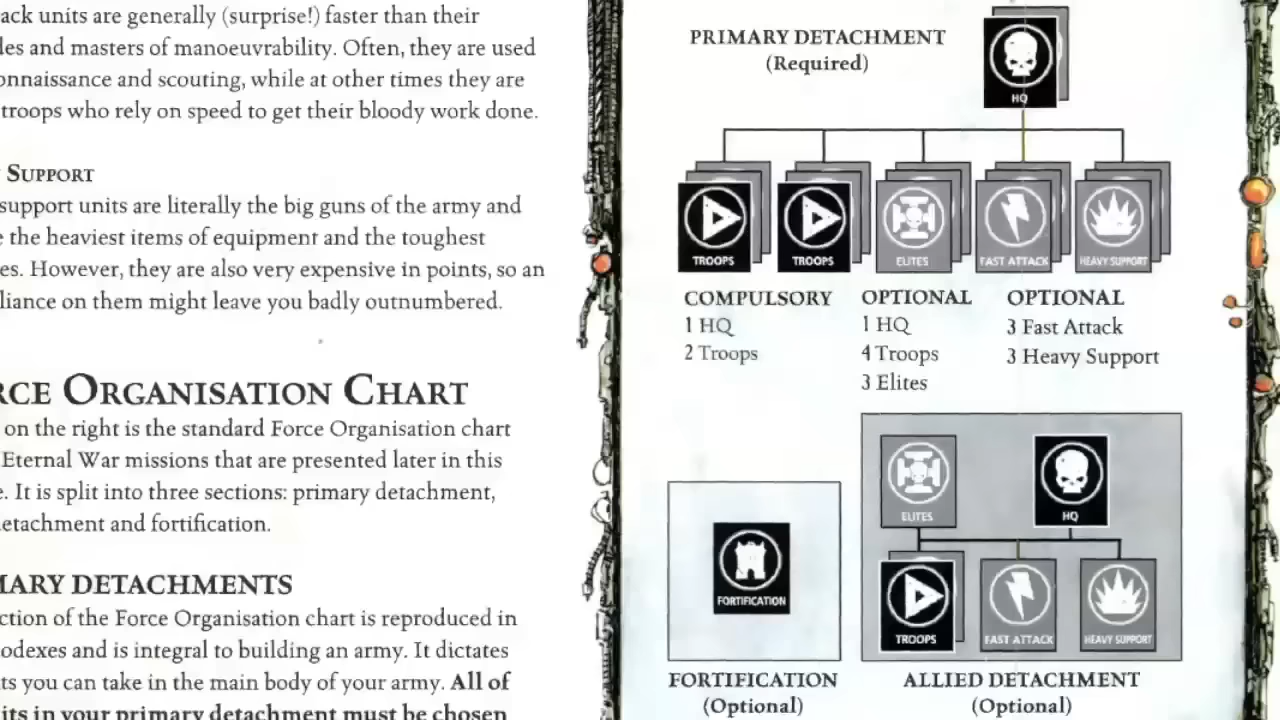 ack units are generally (surprise!) faster than their
les and masters of manoeuvrability. Often, they are used
onnaissance and scouting, while at other times they are
troops who rely on speed to get their bloody work done.
SUPPORT
support units are literally the big guns of the army and
e the heaviest items of equipment and the toughest
es. However, they are also very expensive in points, so an
liance on them might leave you badly outnumbered.
RCE ORGANISATION CHART
on the right is the standard Force Organisation chart
Eternal War missions that are presented later in this
e. It is split into three sections: primary detachment,
etachment and fortification.
MARY DETACHMENTS
ction of the Force Organisation chart is reproduced in
odexes and is integral to building an army. It dictates
ts you can take in the main body of your army. All of
its in your primary detachment must be chosen
PRIMARY DETACHMENT
(Required)
HQ
TROOPS
TROOPS
ELITES
FAST ATTACK
HEAVY SUPPORT
COMPULSORY
1 HQ
2 Troops
OPTIONAL
1 HQ
4 Troops
3 Elites
OPTIONAL
3 Fast Attack
3 Heavy Support
FORTIFICATION
FORTIFICATION
(Optional)
ELITES
HQ
TROOPS
FAST ATTACK
HEAVY SUPPORT
ALLIED DETACHMENT
(Optional)